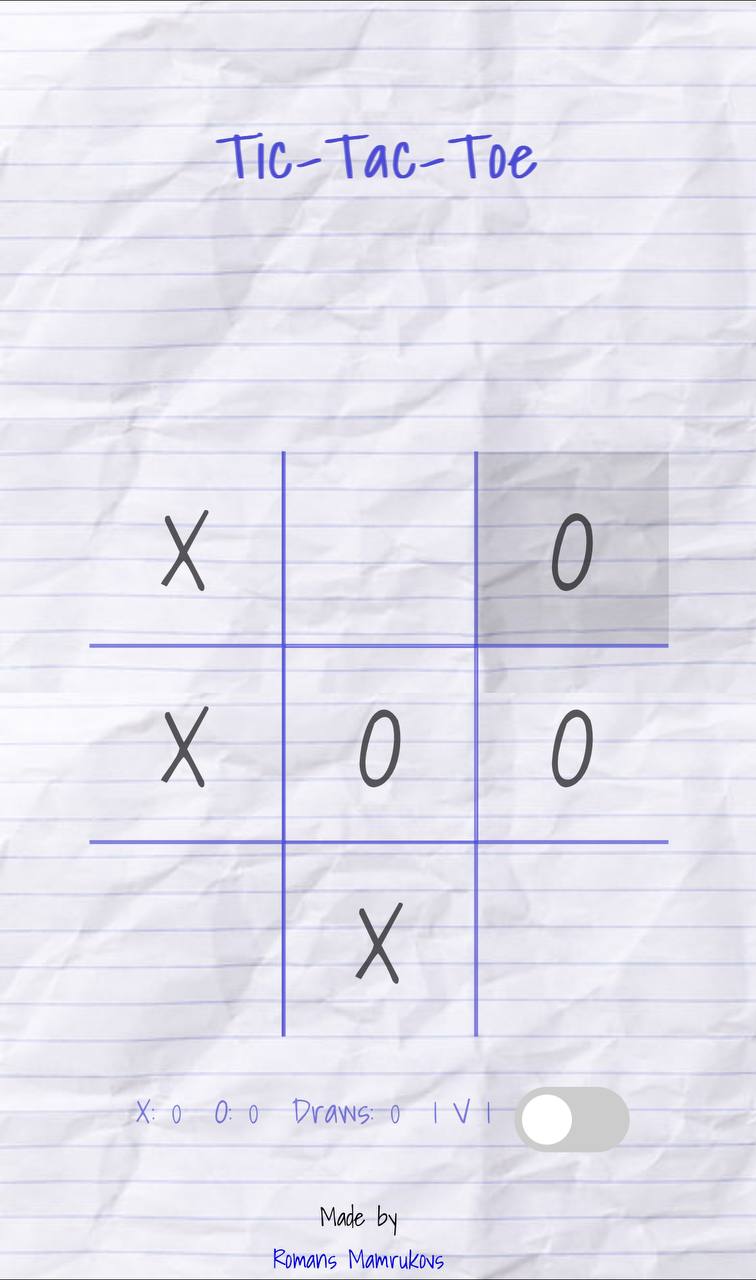 Tic-Tac-Toe
X O
X O O
X
X: 0 O: 0 Draws: 0 1 V 1
Made by
Romans Mamrukovs